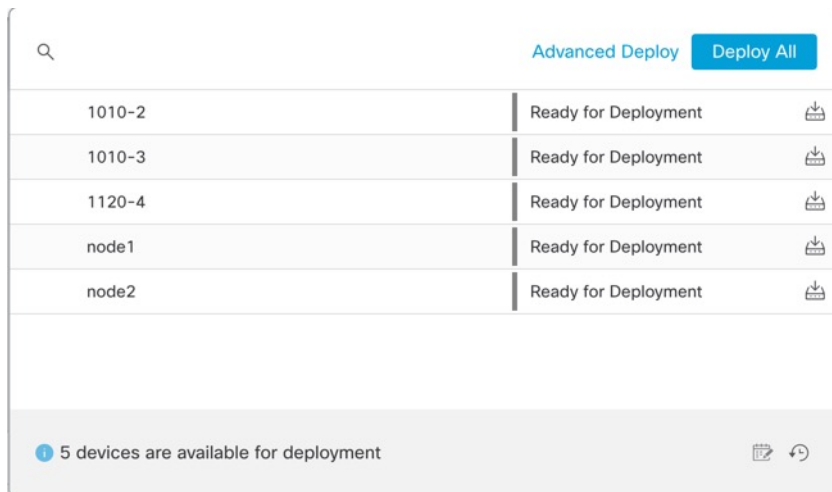 Advanced Deploy Deploy All
1010-2 Ready for Deployment
1010-3 Ready for Deployment
1120-4 Ready for Deployment
node1 Ready for Deployment
node2 Ready for Deployment
5 devices are available for deployment